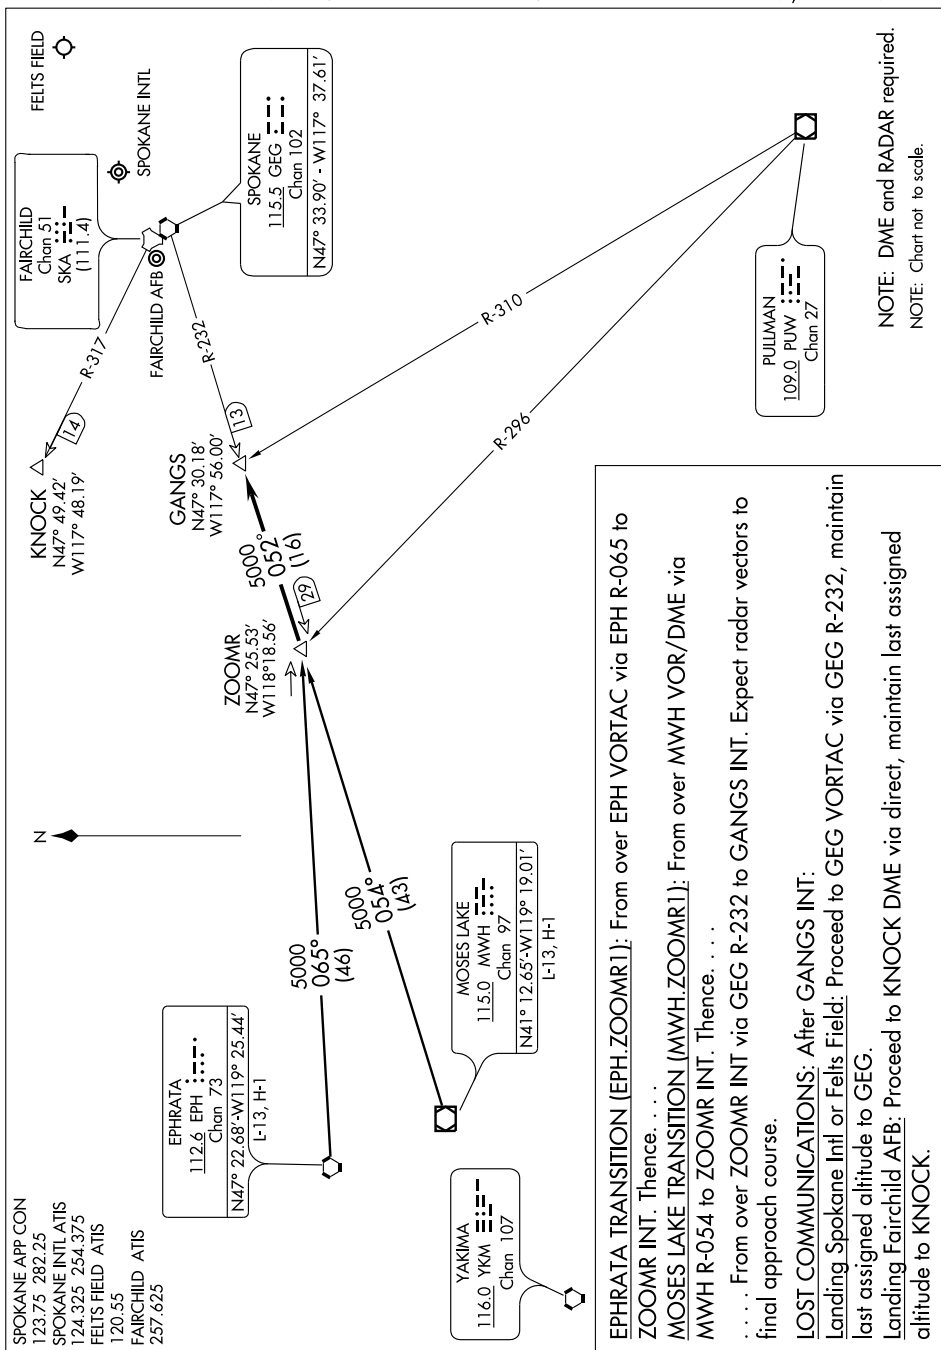 SPOKANE APP CON
123.75 282.25
SPOKANE INTL ATIS
124.325 254.375
FELTS FIELD ATIS
120.55
FAIRCHILD ATIS
257.625
FELTS FIELD
SPOKANE INTL
FAIRCHILD
Chan 51
SKA
(111.4)
FAIRCHILD AFB
SPOKANE
115.5 GEG
Chan 102
N47° 33.90' - W117° 37.61'
R-317
14
KNOCK
N47° 49.42'
W117° 48.19'
R-232
13
GANGS
N47° 30.18'
W117° 56.00'
R-310
R-296
5000
052°
(16)
29
ZOOMR
N47° 25.53'
W118°18.56'
N
5000
065°
(46)
5000
054°
(43)
EPHRATA
112.6 EPH
Chan 73
N47° 22.68'-W119° 25.44'
L-13, H-1
MOSES LAKE
115.0 MWH
Chan 97
N41° 12.65'-W119° 19.01'
L-13, H-1
YAKIMA
116.0 YKM
Chan 107
PULLMAN
109.0 PUW
Chan 27
NOTE: DME and RADAR required.
NOTE: Chart not to scale.
EPHRATA TRANSITION (EPH.ZOOMR1): From over EPH VORTAC via EPH R-065 to
ZOOMR INT. Thence. . . .
MOSES LAKE TRANSITION (MWH.ZOOMR1): From over MWH VOR/DME via
MWH R-054 to ZOOMR INT. Thence. . . .
. . . . From over ZOOMR INT via GEG R-232 to GANGS INT. Expect radar vectors to
final approach course.
LOST COMMUNICATIONS: After GANGS INT:
Landing Spokane Intl or Felts Field: Proceed to GEG VORTAC via GEG R-232, maintain
last assigned altitude to GEG.
Landing Fairchild AFB: Proceed to KNOCK DME via direct, maintain last assigned
altitude to KNOCK.